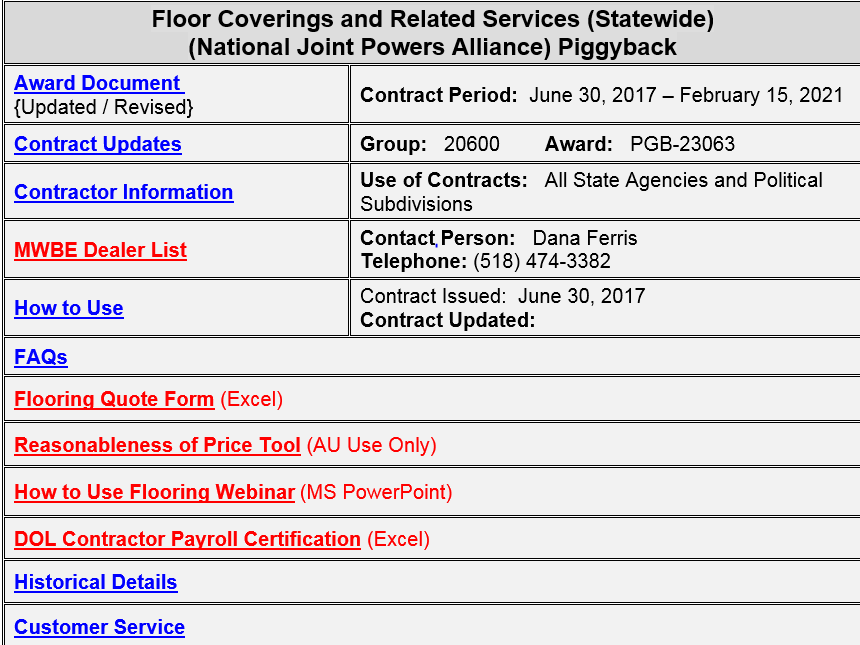 Floor Coverings and Related Services (Statewide)
(National Joint Powers Alliance) Piggyback
Award Document
{Updated / Revised}
Contract Period: June 30, 2017 – February 15, 2021
Contract Updates
Group: 20600 Award: PGB-23063
Contractor Information
Use of Contracts: All State Agencies and Political
Subdivisions
MWBE Dealer List
Contact Person: Dana Ferris
Telephone: (518) 474-3382
How to Use
Contract Issued: June 30, 2017
Contract Updated:
FAQs
Flooring Quote Form (Excel)
Reasonableness of Price Tool (AU Use Only)
How to Use Flooring Webinar (MS PowerPoint)
DOL Contractor Payroll Certification (Excel)
Historical Details
Customer Service